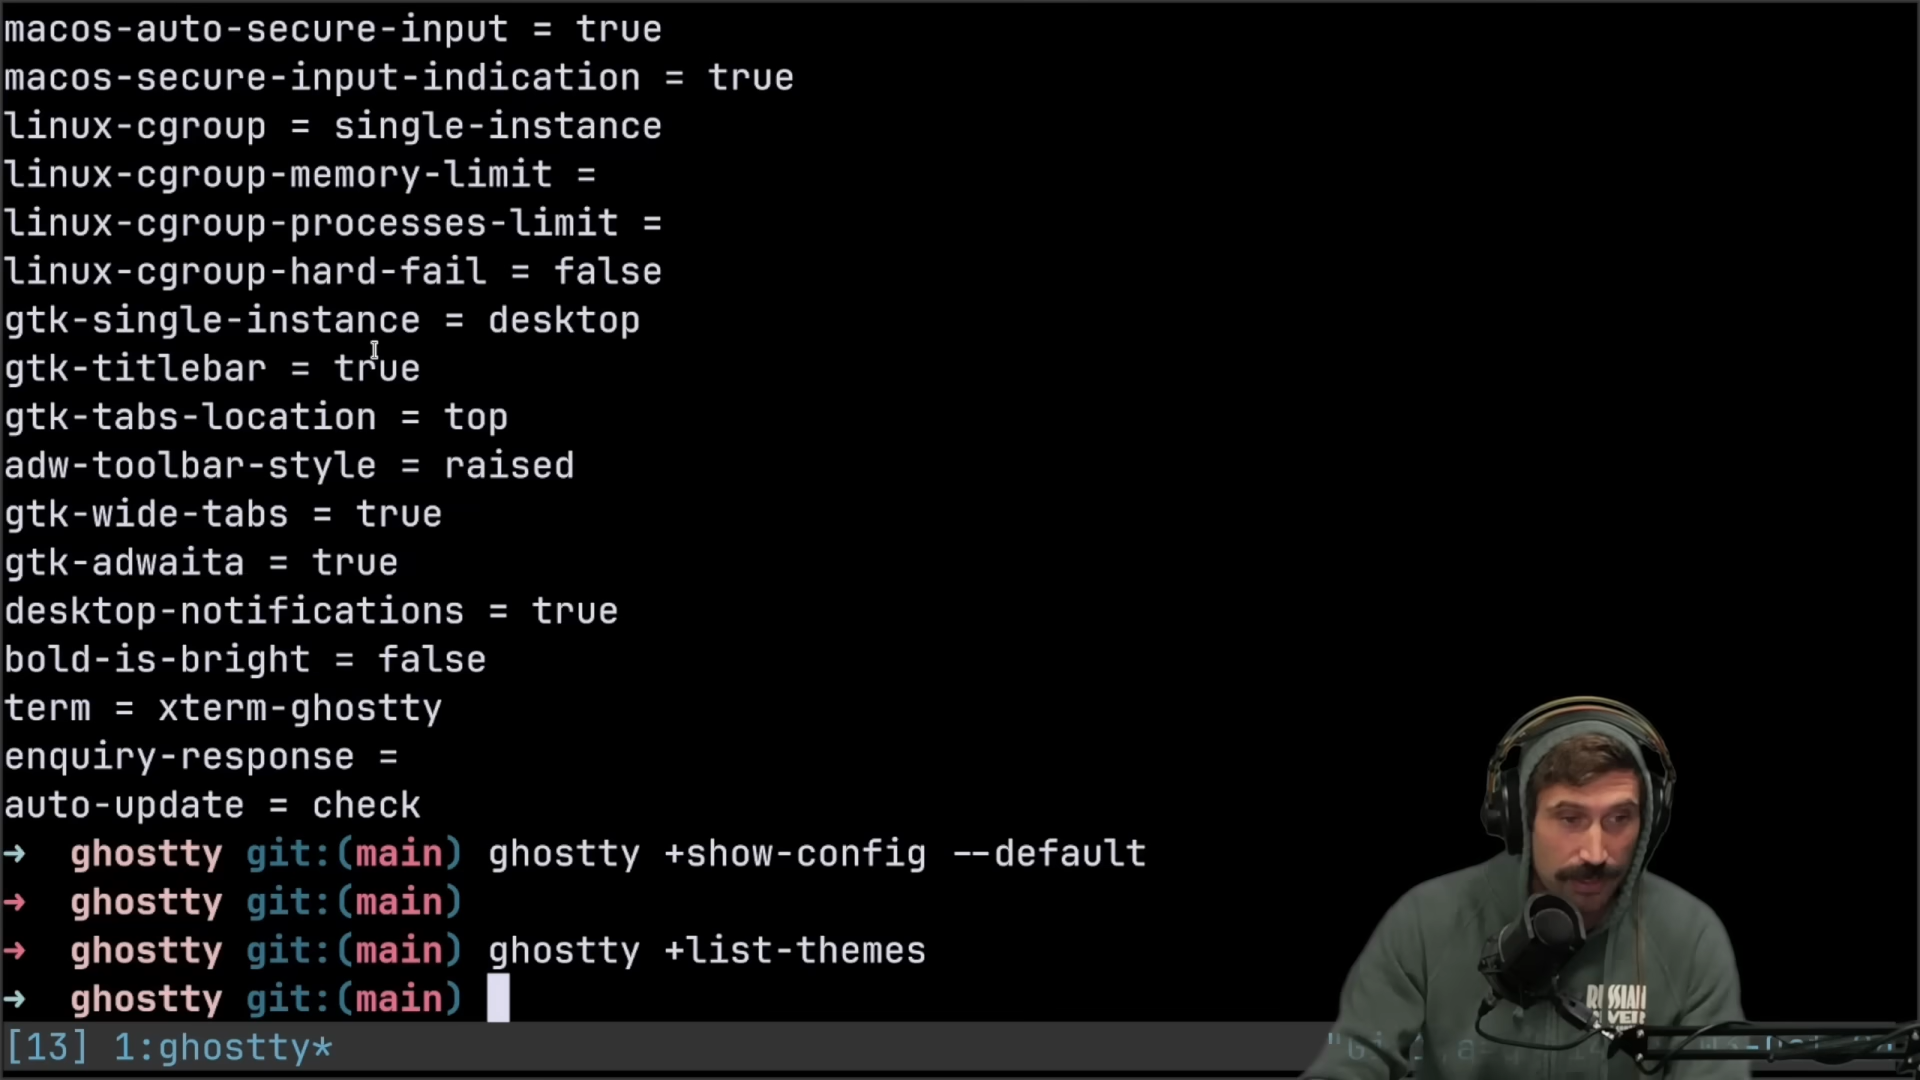 macos-auto-secure-input = true
macos-secure-input-indication = true
linux-cgroup = single-instance
linux-cgroup-memory-limit =
linux-cgroup-processes-limit =
linux-cgroup-hard-fail = false
gtk-single-instance = desktop
gtk-titlebar = true
gtk-tabs-location = top
adw-toolbar-style = raised
gtk-wide-tabs = true
gtk-adwaita = true
desktop-notifications = true
bold-is-bright = false
term = xterm-ghostty
enquiry-response =
auto-update = check
→ ghostty git:(main) ghostty +show-config --default
→ ghostty git:(main)
→ ghostty git:(main) ghostty +list-themes
→ ghostty git:(main)
[13] 1:ghostty*